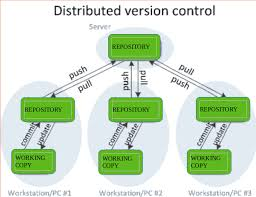 Distributed version control
Server
REPOSITORY
push
pull
push
pull
push
pull
REPOSITORY
REPOSITORY
REPOSITORY
commit
update
commit
update
commit
update
WORKING
COPY
WORKING
COPY
WORKING
COPY
Workstation/PC #1
Workstation/PC #2
Workstation/PC #3